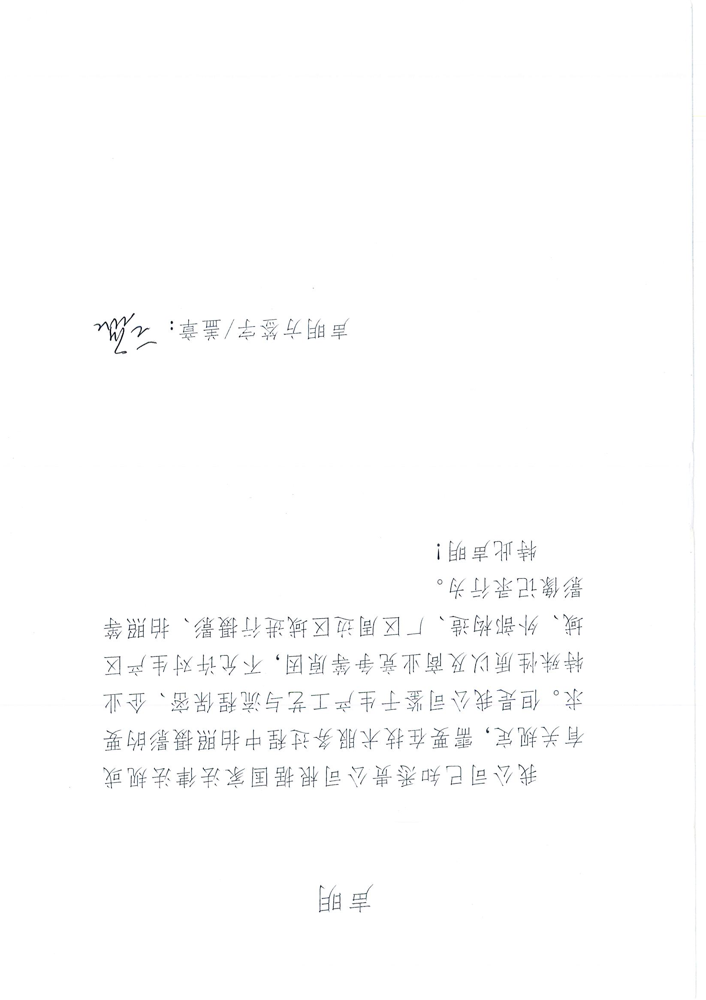 声明
我公司已知悉贵公司根据国家法律法规或
有关规定，需要在技术服务过程中拍照摄影的要
求。但是我公司鉴于生产工艺与流程保密、企业
特殊性质以及商业竞争等原因，不允许对生产区
域、外部构造、厂区周边区域进行摄影、拍照等
影像记录行为。
特此声明！
声明方签字/盖章：